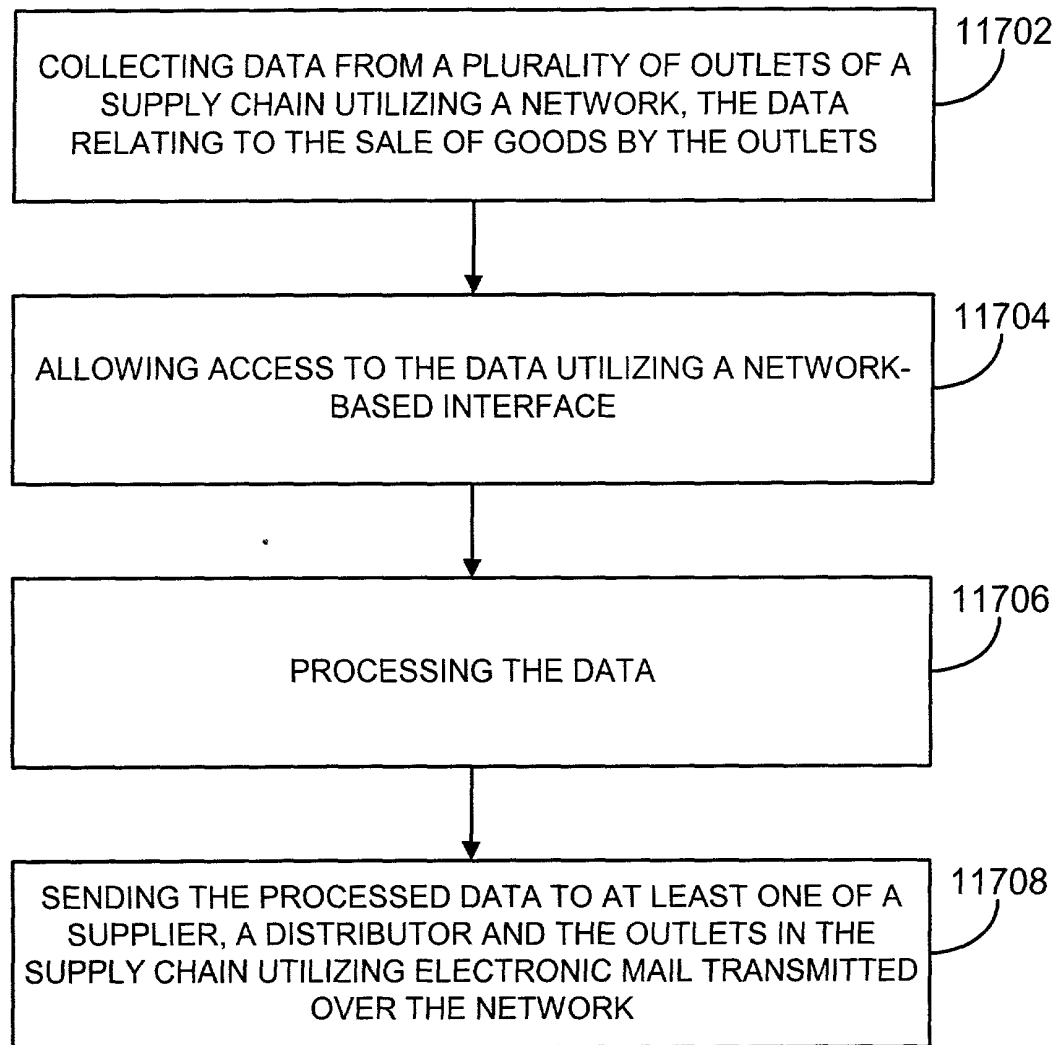 11702
COLLECTING DATA FROM A PLURALITY OF OUTLETS OF A
SUPPLY CHAIN UTILIZING A NETWORK, THE DATA
RELATING TO THE SALE OF GOODS BY THE OUTLETS
11704
ALLOWING ACCESS TO THE DATA UTILIZING A NETWORK-
BASED INTERFACE
11706
PROCESSING THE DATA
11708
SENDING THE PROCESSED DATA TO AT LEAST ONE OF A
SUPPLIER, A DISTRIBUTOR AND THE OUTLETS IN THE
SUPPLY CHAIN UTILIZING ELECTRONIC MAIL TRANSMITTED
OVER THE NETWORK